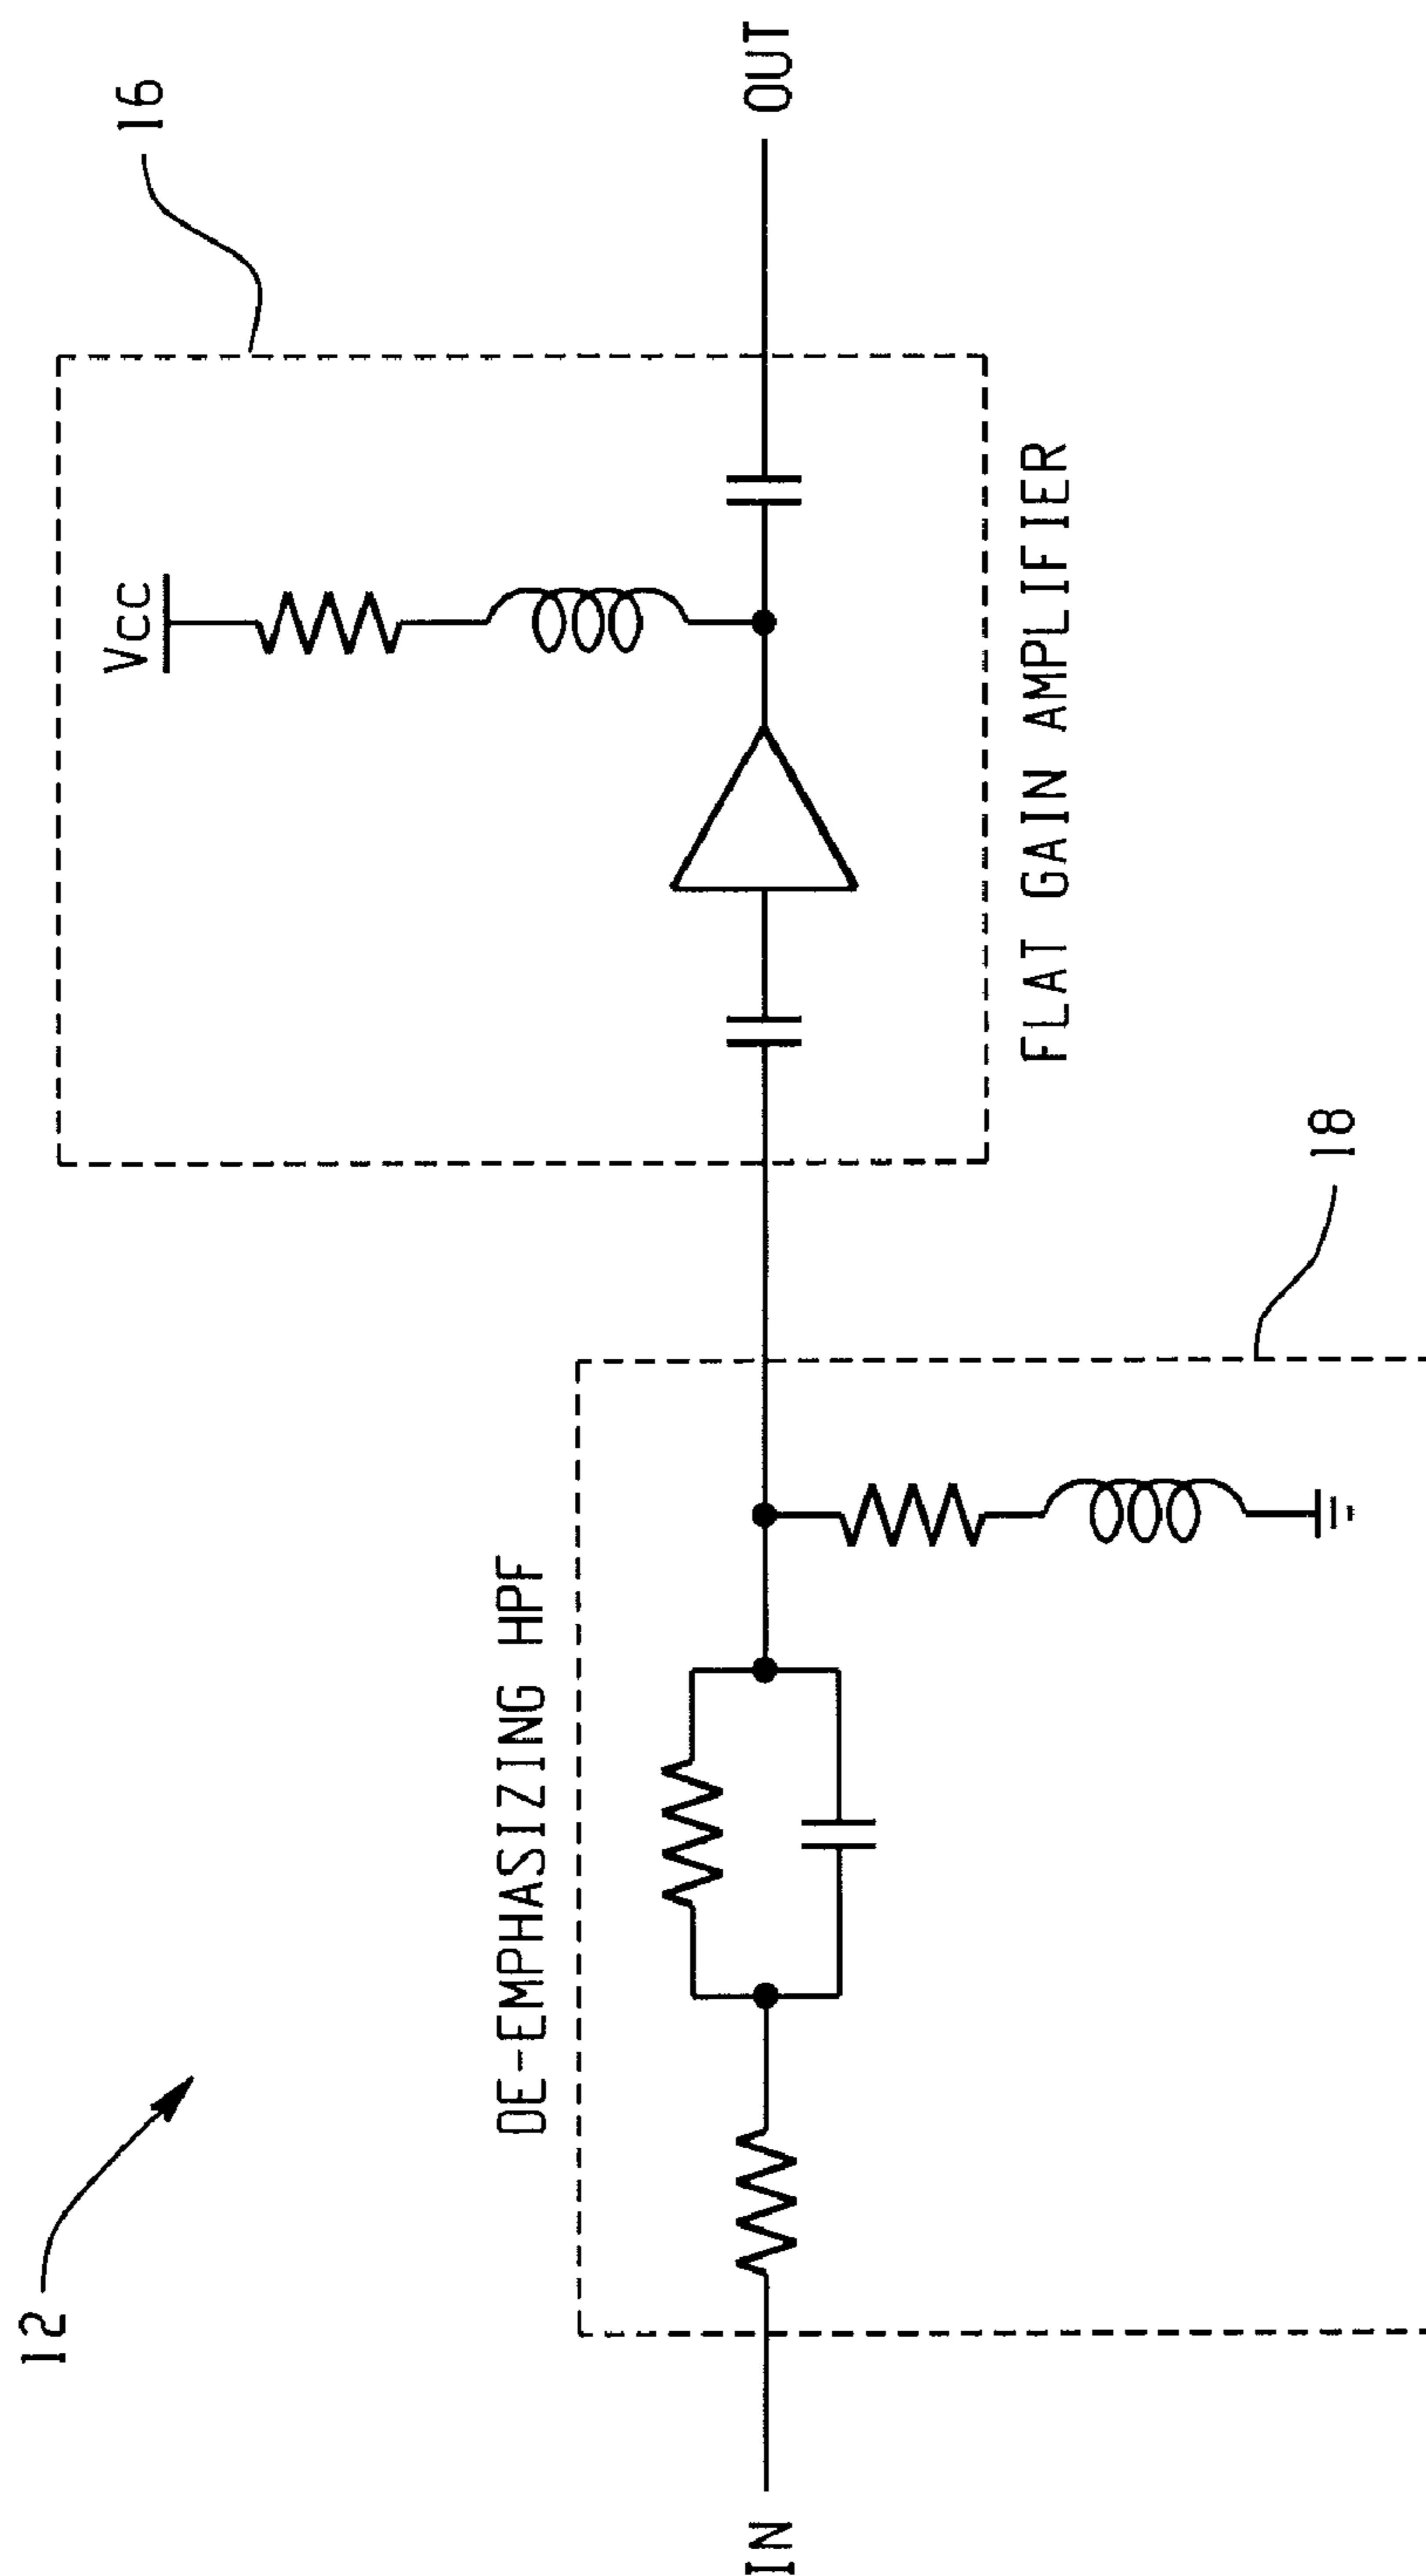 12
IN
DE-EMPHASIZING HPF
18
Vcc
16
FLAT GAIN AMPLIFIER
OUT